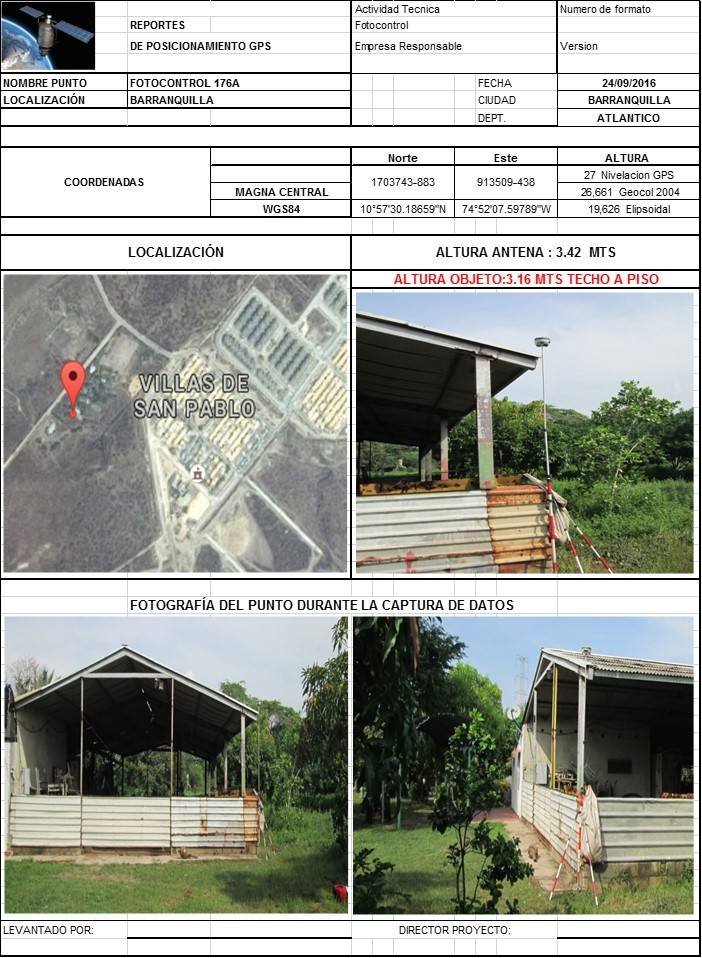 Actividad Tecnica
Numero de formato
REPORTES
Fotocontrol
DE POSICIONAMIENTO GPS
Empresa Responsable
Version
NOMBRE PUNTO
FOTOCONTROL 176A
FECHA
24/09/2016
LOCALIZACIÓN
BARRANQUILLA
CIUDAD
BARRANQUILLA
DEPT.
ATLANTICO
COORDENADAS
Norte
Este
ALTURA
1703743-883
913509-438
27 Nivelacion GPS
MAGNA CENTRAL
26,661 Geocol 2004
WGS84
10°57'30.18659"N
74°52'07.59789"W
19,626 Elipsoidal
LOCALIZACIÓN
ALTURA ANTENA : 3.42 MTS
ALTURA OBJETO:3.16 MTS TECHO A PISO
VILLAS DE
SAN PABLO
FOTOGRAFÍA DEL PUNTO DURANTE LA CAPTURA DE DATOS
LEVANTADO POR:
DIRECTOR PROYECTO: